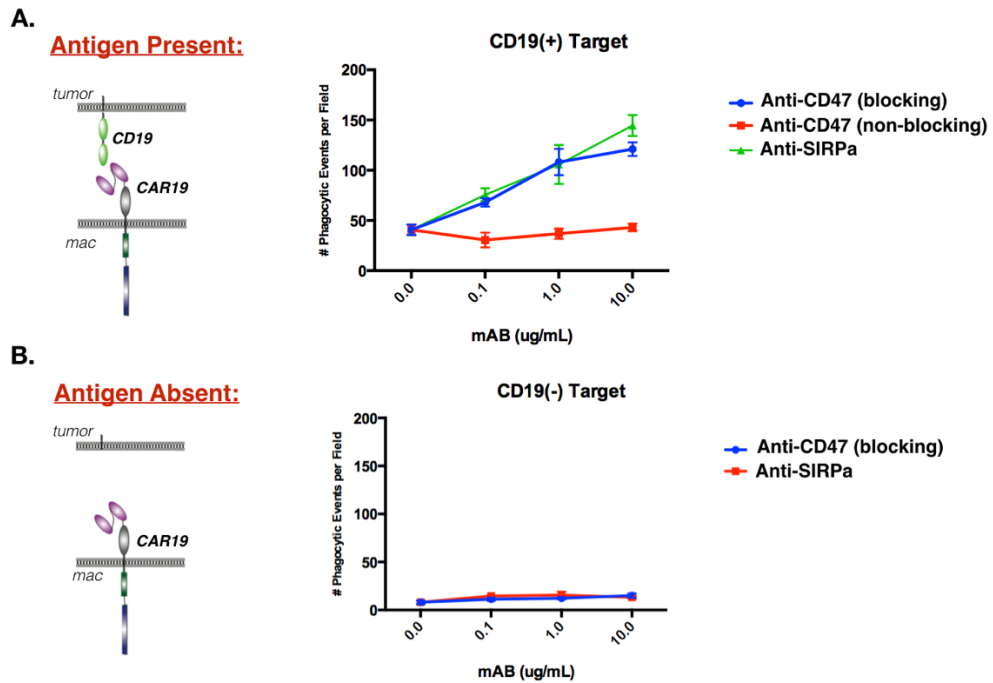 A.
Antigen Present:
tumor
CD19
CAR19
mac
CD19(+) Target
# Phagocytic Events per Field
200
150
100
50
0
0.0
0.1
1.0
10.0
mAB (ug/mL)
Anti-CD47 (blocking)
Anti-CD47 (non-blocking)
Anti-SIRPa
B.
Antigen Absent:
tumor
CAR19
mac
CD19(-) Target
# Phagocytic Events per Field
200
150
100
50
0
0.0
0.1
1.0
10.0
mAB (ug/mL)
Anti-CD47 (blocking)
Anti-SIRPa